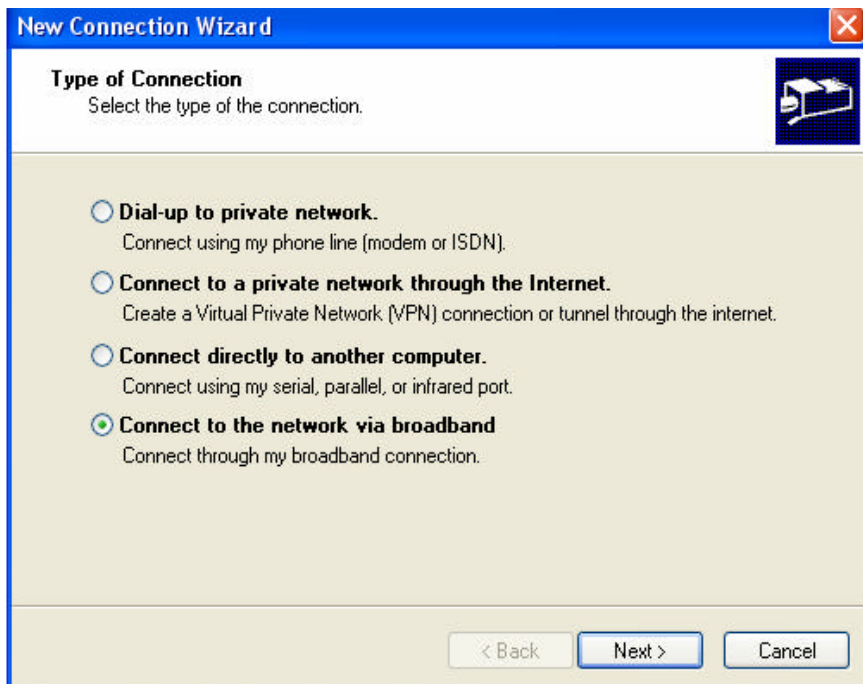 New Connection Wizard
Type of Connection
Select the type of the connection.
Dial-up to private network.
Connect using my phone line (modem or ISDN).
Connect to a private network through the Internet.
Create a Virtual Private Network (VPN) connection or tunnel through the internet.
Connect directly to another computer.
Connect using my serial, parallel, or infrared port.
Connect to the network via broadband
Connect through my broadband connection.
< Back Next > Cancel